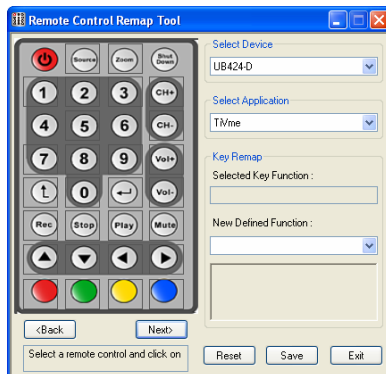 Remote Control Remap Tool
Source Zoom Shut Down
1 2 3 CH+
4 5 6 CH-
7 8 9 Vol+
0 Vol-
Rec Stop Play Mute
<Back Next>
Select a remote control and click on
Select Device
UB424-D
Select Application
TiVme
Key Remap
Selected Key Function :
New Defined Function :
Reset Save Exit